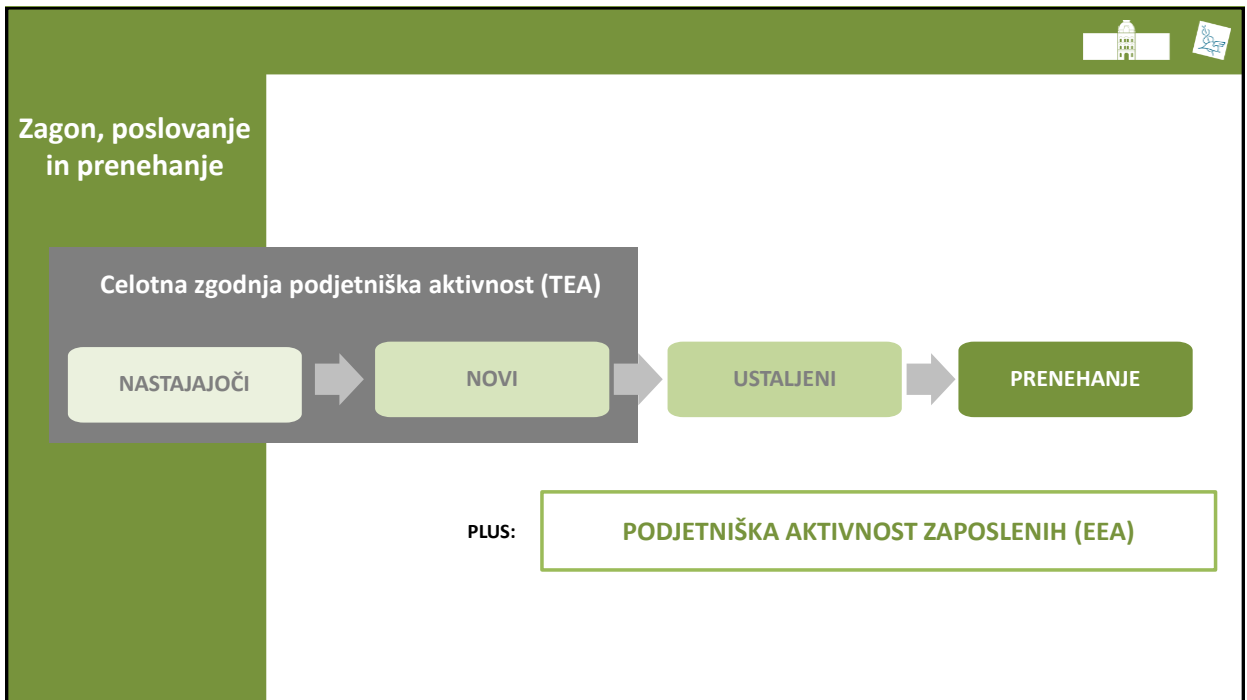 Zagon, poslovanje
in prenehanje
Celotna zgodnja podjetniška aktivnost (TEA)
NASTAJAJOČI
NOVI
USTALJENI
PRENEHANJE
PLUS:
PODJETNIŠKA AKTIVNOST ZAPOSLENIH (EEA)